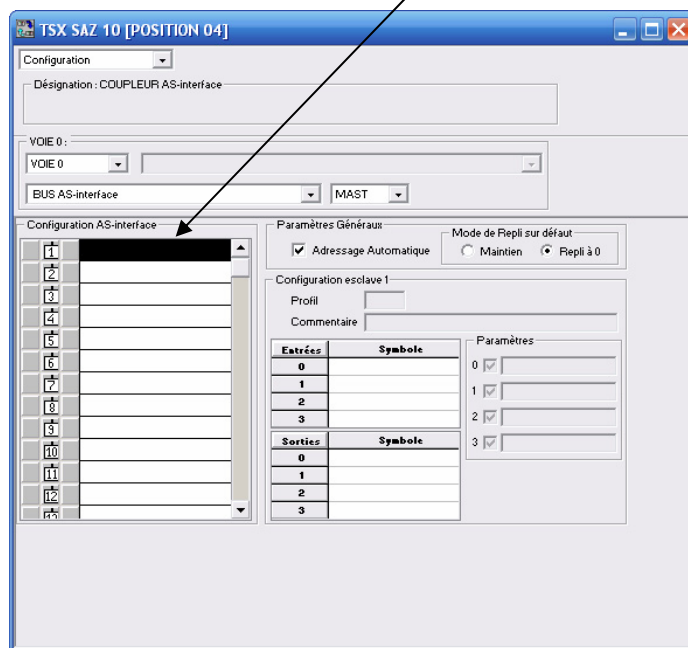 TSX SAZ 10 [POSITION 04]
Configuration
Désignation : COUPLEUR AS-interface
VOIE 0 :
VOIE 0
BUS AS-interface
MAST
Configuration AS-interface
1
2
3
4
5
6
7
8
9
10
11
12
13
Paramètres Généraux
Adressage Automatique
Mode de Repli sur défaut
Maintien
Repli à 0
Configuration esclave 1
Profil
Commentaire
Entrées Symbole
0
1
2
3
Sorties Symbole
0
1
2
3
Paramètres
0
1
2
3